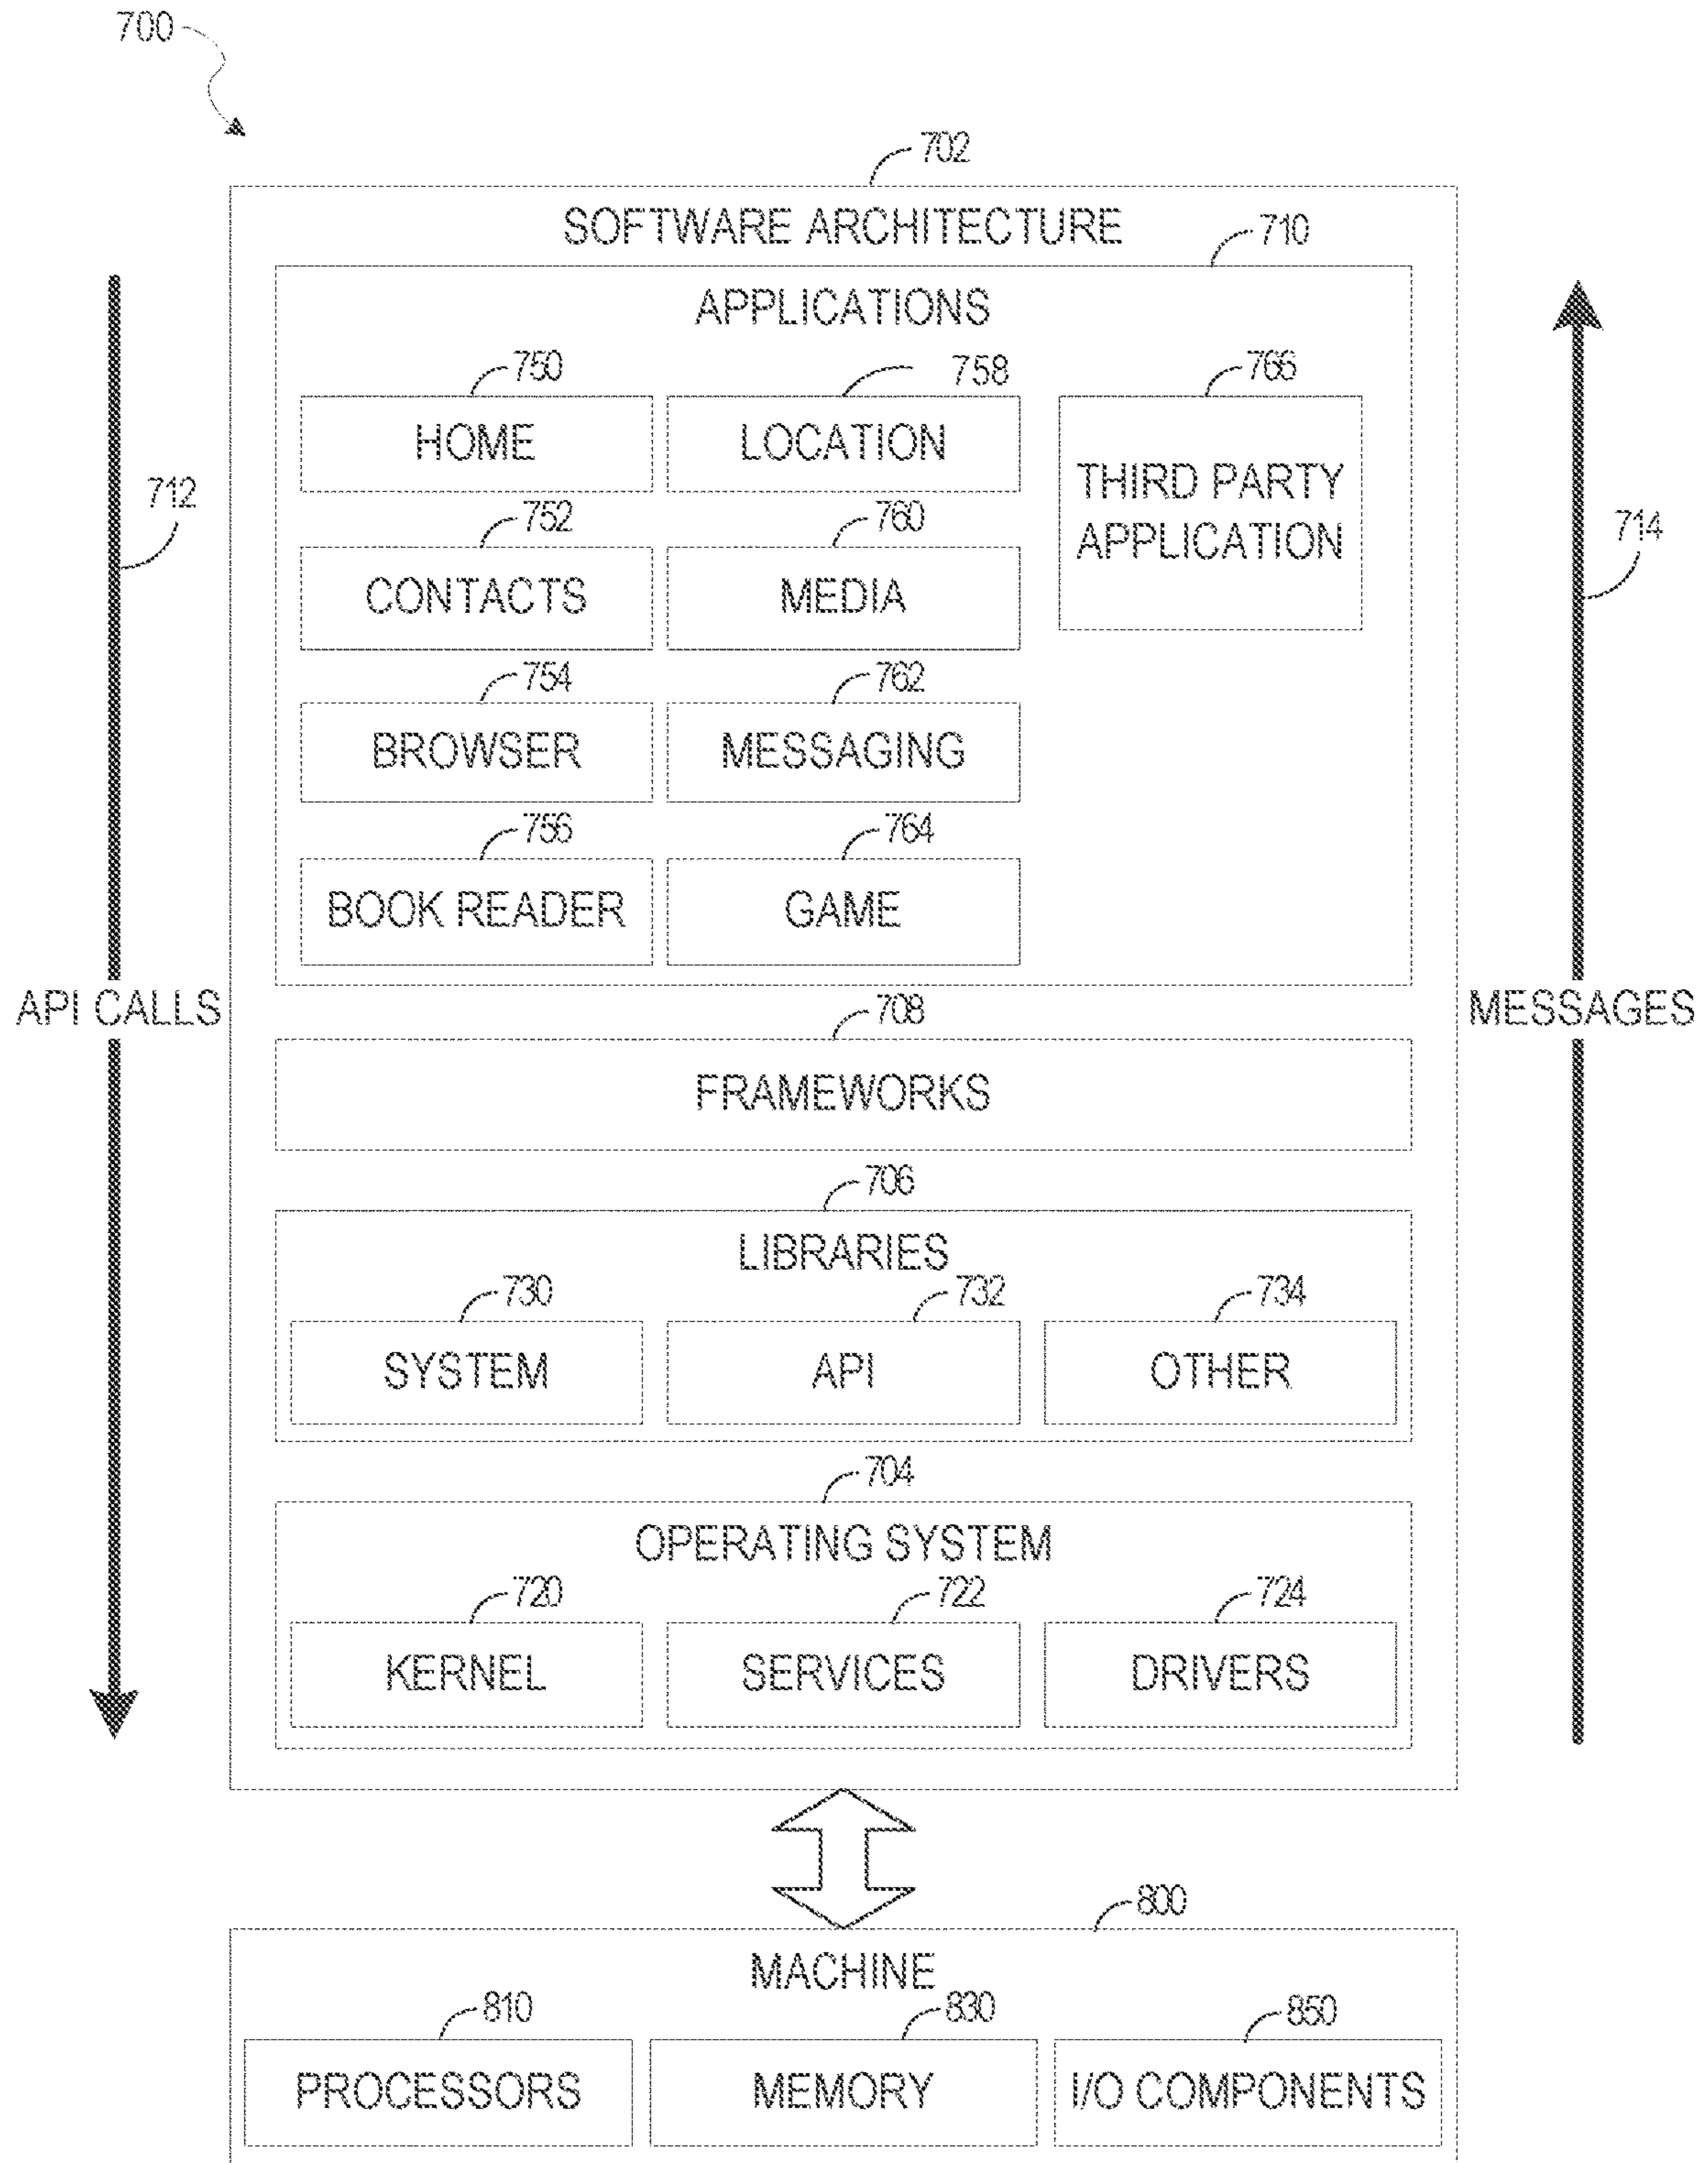 700
702
SOFTWARE ARCHITECTURE
710
APPLICATIONS
750
758
766
HOME
LOCATION
THIRD PARTY
APPLICATION
712
714
752
760
CONTACTS
MEDIA
754
762
BROWSER
MESSAGING
756
764
BOOK READER
GAME
API CALLS
MESSAGES
708
FRAMEWORKS
706
LIBRARIES
730
732
734
SYSTEM
API
OTHER
704
OPERATING SYSTEM
720
722
724
KERNEL
SERVICES
DRIVERS
800
MACHINE
810
830
850
PROCESSORS
MEMORY
I/O COMPONENTS